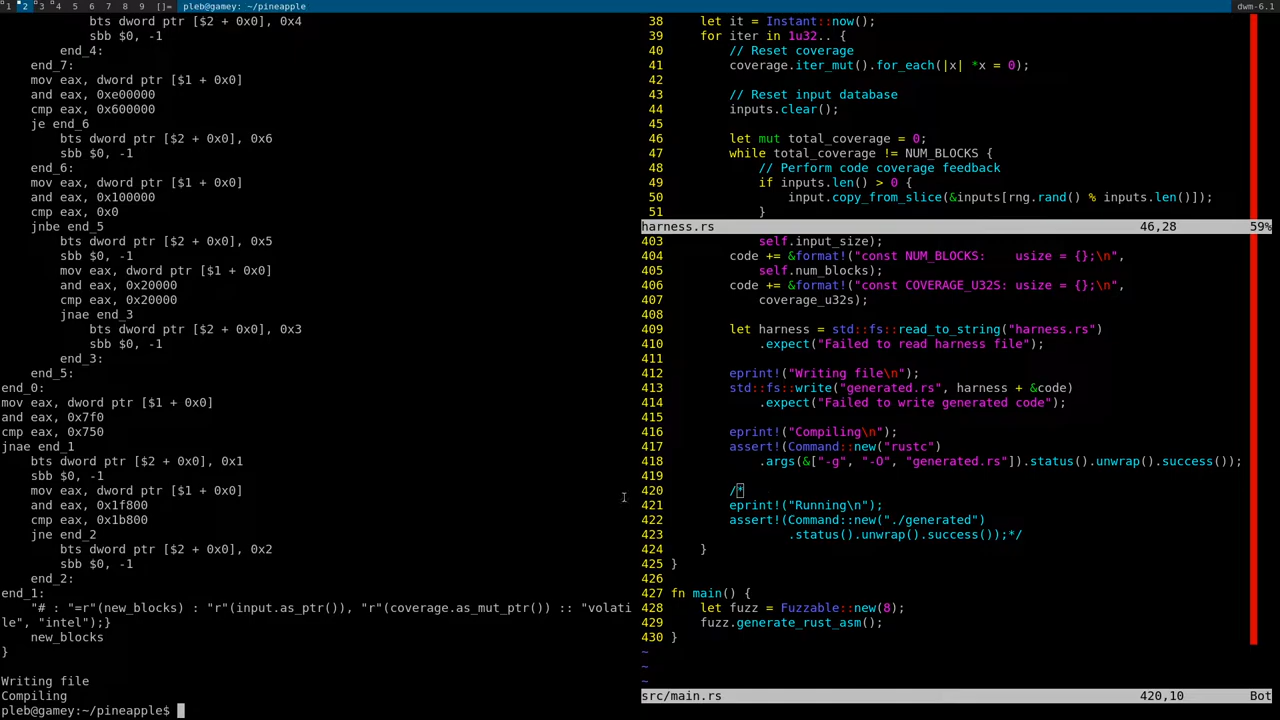 1 2 3 4 5 6 7 8 9 []= pleb@gamey: ~/pineapple dwm-6.1
bts dword ptr [$2 + 0x0], 0x4
sbb $0, -1
end_4:
end_7:
mov eax, dword ptr [$1 + 0x0]
and eax, 0xe00000
cmp eax, 0x600000
je end_6
bts dword ptr [$2 + 0x0], 0x6
sbb $0, -1
end_6:
mov eax, dword ptr [$1 + 0x0]
and eax, 0x100000
cmp eax, 0x0
jnbe end_5
bts dword ptr [$2 + 0x0], 0x5
sbb $0, -1
mov eax, dword ptr [$1 + 0x0]
and eax, 0x20000
cmp eax, 0x20000
jnae end_3
bts dword ptr [$2 + 0x0], 0x3
sbb $0, -1
end_3:
end_5:
end_0:
mov eax, dword ptr [$1 + 0x0]
and eax, 0x7f0
cmp eax, 0x750
jnae end_1
bts dword ptr [$2 + 0x0], 0x1
sbb $0, -1
mov eax, dword ptr [$1 + 0x0]
and eax, 0x1f800
cmp eax, 0x1b800
jne end_2
bts dword ptr [$2 + 0x0], 0x2
sbb $0, -1
end_2:
end_1:
"# : "=r"(new_blocks) : "r"(input.as_ptr()), "r"(coverage.as_mut_ptr()) :: "volati
le", "intel");}
new_blocks
}
Writing file
Compiling
pleb@gamey:~/pineapple$
38 let it = Instant::now();
39 for iter in 1u32.. {
40 // Reset coverage
41 coverage.iter_mut().for_each(|x| *x = 0);
42
43 // Reset input database
44 inputs.clear();
45
46 let mut total_coverage = 0;
47 while total_coverage != NUM_BLOCKS {
48 // Perform code coverage feedback
49 if inputs.len() > 0 {
50 input.copy_from_slice(&inputs[rng.rand() % inputs.len()]);
51 }
harness.rs 46,28 59%
403 self.input_size);
404 code += &format!("const NUM_BLOCKS:    usize = {};\n",
405 self.num_blocks);
406 code += &format!("const COVERAGE_U32S: usize = {};\n",
407 coverage_u32s);
408
409 let harness = std::fs::read_to_string("harness.rs")
410 .expect("Failed to read harness file");
411
412 eprint!("Writing file\n");
413 std::fs::write("generated.rs", harness + &code)
414 .expect("Failed to write generated code");
415
416 eprint!("Compiling\n");
417 assert!(Command::new("rustc")
418 .args(&["-g", "-O", "generated.rs"]).status().unwrap().success());
419
420 /*
421 eprint!("Running\n");
422 assert!(Command::new("./generated")
423 .status().unwrap().success());*/
424 }
425 }
426
427 fn main() {
428 let fuzz = Fuzzable::new(8);
429 fuzz.generate_rust_asm();
430 }
~
~
~
src/main.rs 420,10 Bot